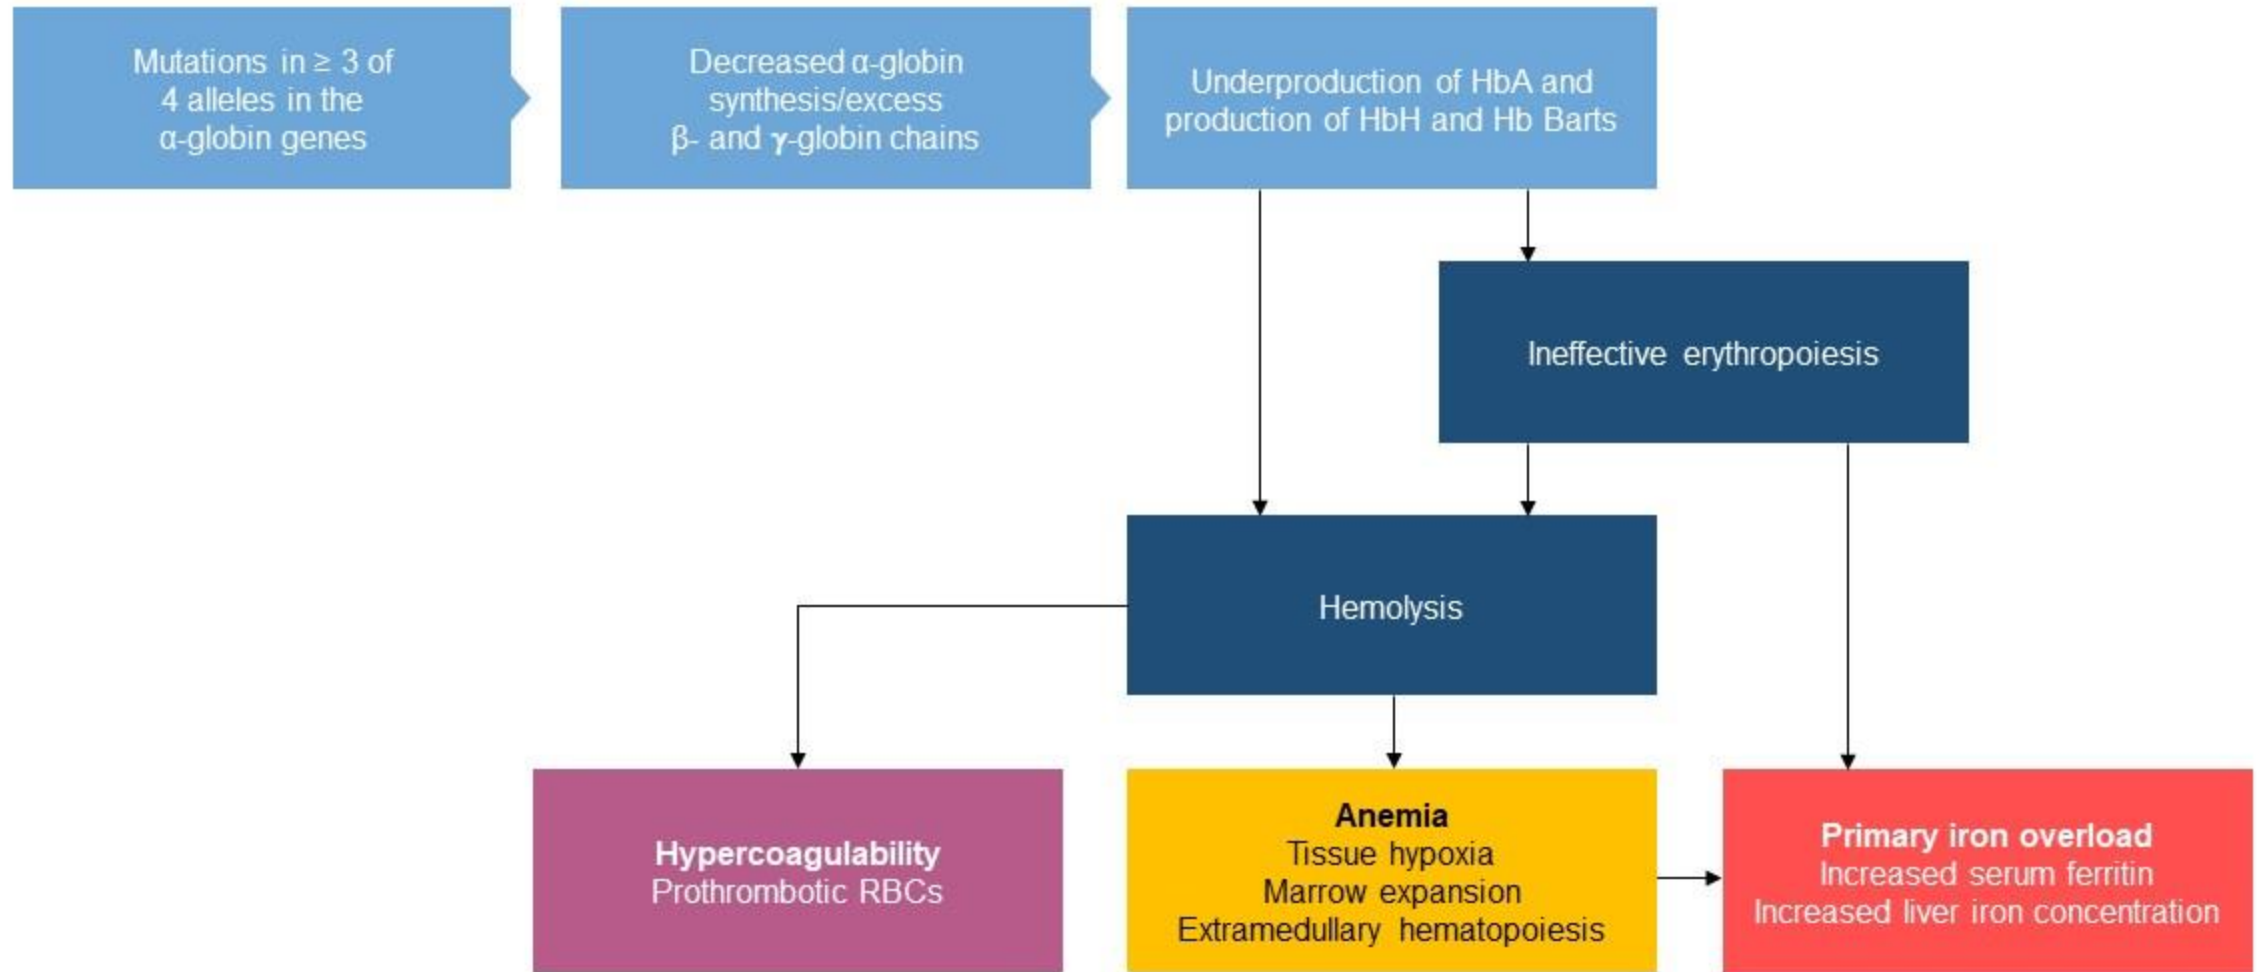 Mutations in ≥ 3 of
4 alleles in the
α-globin genes
Decreased α-globin
synthesis/excess
β- and γ-globin chains
Underproduction of HbA and
production of HbH and Hb Barts
Ineffective erythropoiesis
Hemolysis
Hypercoagulability
Prothrombotic RBCs
Anemia
Tissue hypoxia
Marrow expansion
Extramedullary hematopoiesis
Primary iron overload
Increased serum ferritin
Increased liver iron concentration